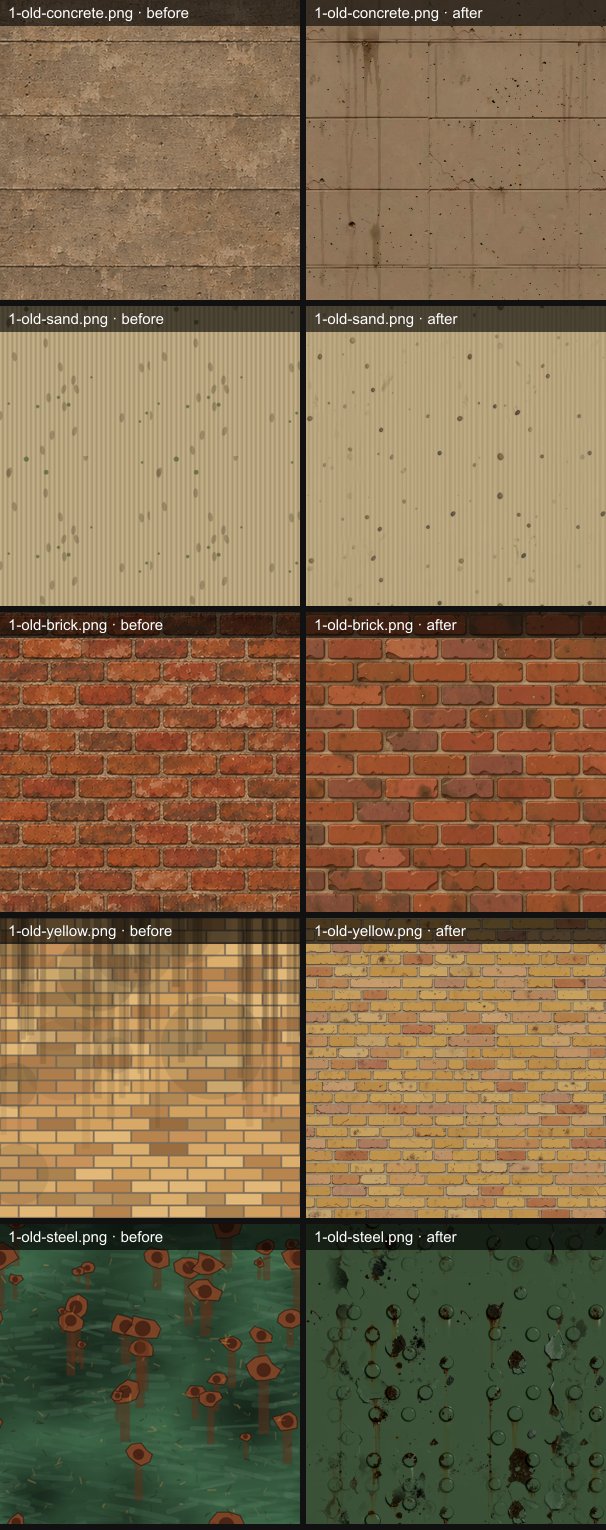 1-old-concrete.png · before
1-old-concrete.png · after
1-old-sand.png · before
1-old-sand.png · after
1-old-brick.png · before
1-old-brick.png · after
1-old-yellow.png · before
1-old-yellow.png · after
1-old-steel.png · before
1-old-steel.png · after